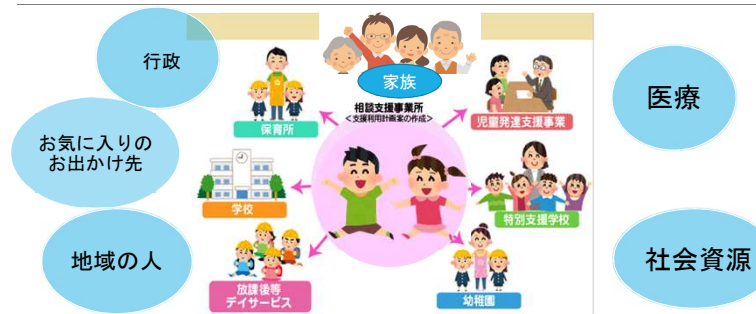 行政
お気に入りの
お出かけ先
地域の人
家族
相談支援事業所
＜支援利用計画案の作成＞
保育所
児童発達支援事業
学校
特別支援学校
放課後等
デイサービス
幼稚園
医療
社会資源